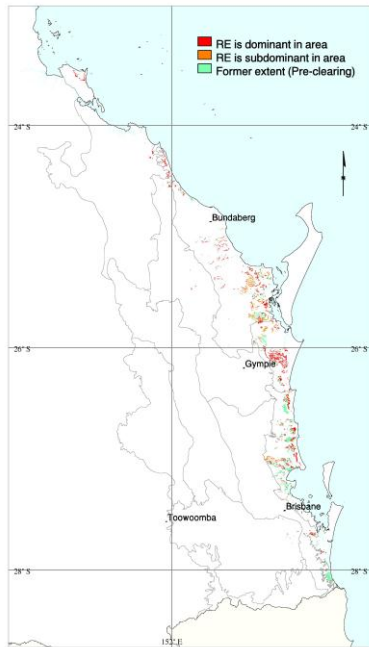 RE is dominant in area
RE is subdominant in area
Former extent (Pre-clearing)
24° S
24° S
Bundaberg
26° S
26° S
Gympie
Brisbane
Toowoomba
28° S
28° S
152° E